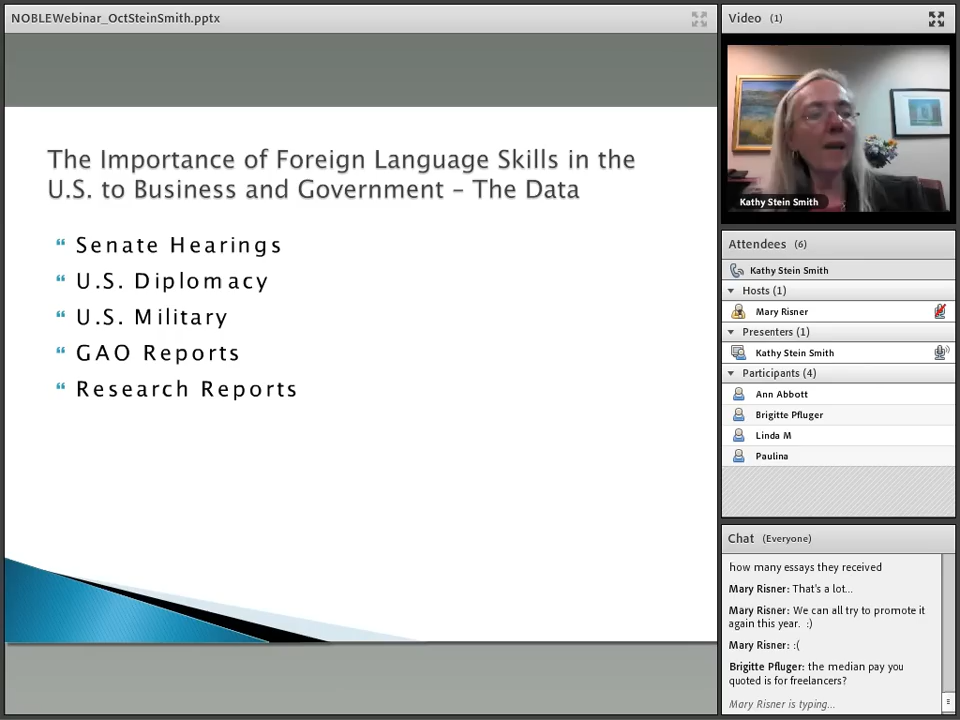 NOBLEWebinar_OctSteinSmith.pptx
The Importance of Foreign Language Skills in the
U.S. to Business and Government – The Data
Senate Hearings
U.S. Diplomacy
U.S. Military
GAO Reports
Research Reports
Video (1)
Kathy Stein Smith
Attendees (6)
Kathy Stein Smith
Hosts (1)
Mary Risner
Presenters (1)
Kathy Stein Smith
Participants (4)
Ann Abbott
Brigitte Pfluger
Linda M
Paulina
Chat (Everyone)
how many essays they received
Mary Risner: That's a lot...
Mary Risner: We can all try to promote it
again this year. :)
Mary Risner: :(
Brigitte Pfluger: the median pay you
quoted is for freelancers?
Mary Risner is typing...